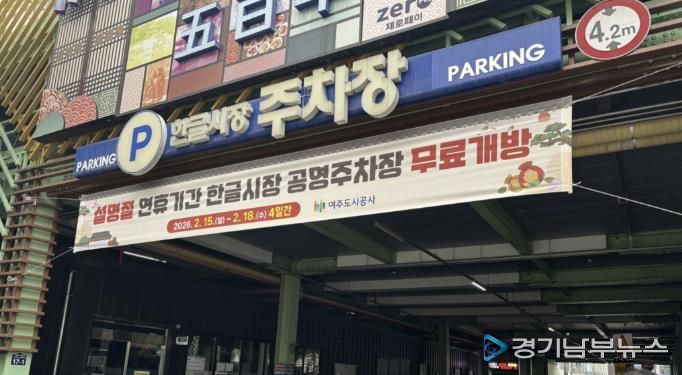 五日
zero
제로페이
4.2m
PARKING
P
한글시장 주차장
PARKING
설명절 연휴기간 한글시장 공영주차장 무료개방
2026. 2. 15.(일) ~ 2. 18.(수) 4일간
여주도시공사
17-1
경기남부뉴스